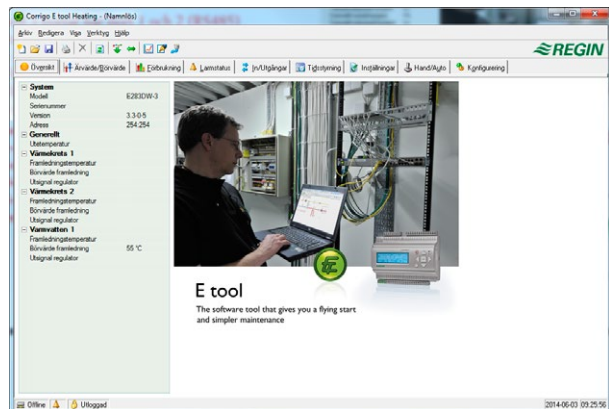 Corrigo E tool Heating - (Namnlös)
Arkiv Redigera Visa Verktyg Hjälp
REGIN
Översikt Ärvärde/Börvärde Förbrukning Larmstatus In/Utgångar Tidsstyrning Inställningar Hand/Auto Konfigurering
System
Modell E283DW-3
Serienummer
Version 3.3-0-5
Adress 254:254
Generellt
Utetemperatur
Värmekrets 1
Framledningstemperatur
Börvärde framledning
Utsignal regulator
Värmekrets 2
Framledningstemperatur
Börvärde framledning
Utsignal regulator
Varmvatten 1
Framledningstemperatur
Börvärde framledning 55 °C
Utsignal regulator
E tool
The software tool that gives you a flying start
and simpler maintenance
Offline Utloggad 2014-06-03 09:25:56